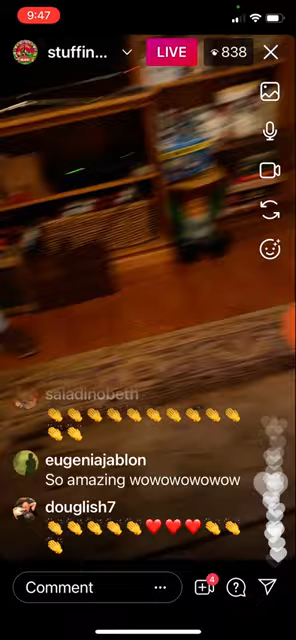 9:47
stuffin...
LIVE
838
saladinobeth
👏👏👏👏👏👏👏👏👏👏
👏👏
eugeniajablon
So amazing wowowowowow
douglish7
👏👏👏👏👏❤️❤️❤️👏👏
👏
Comment
4